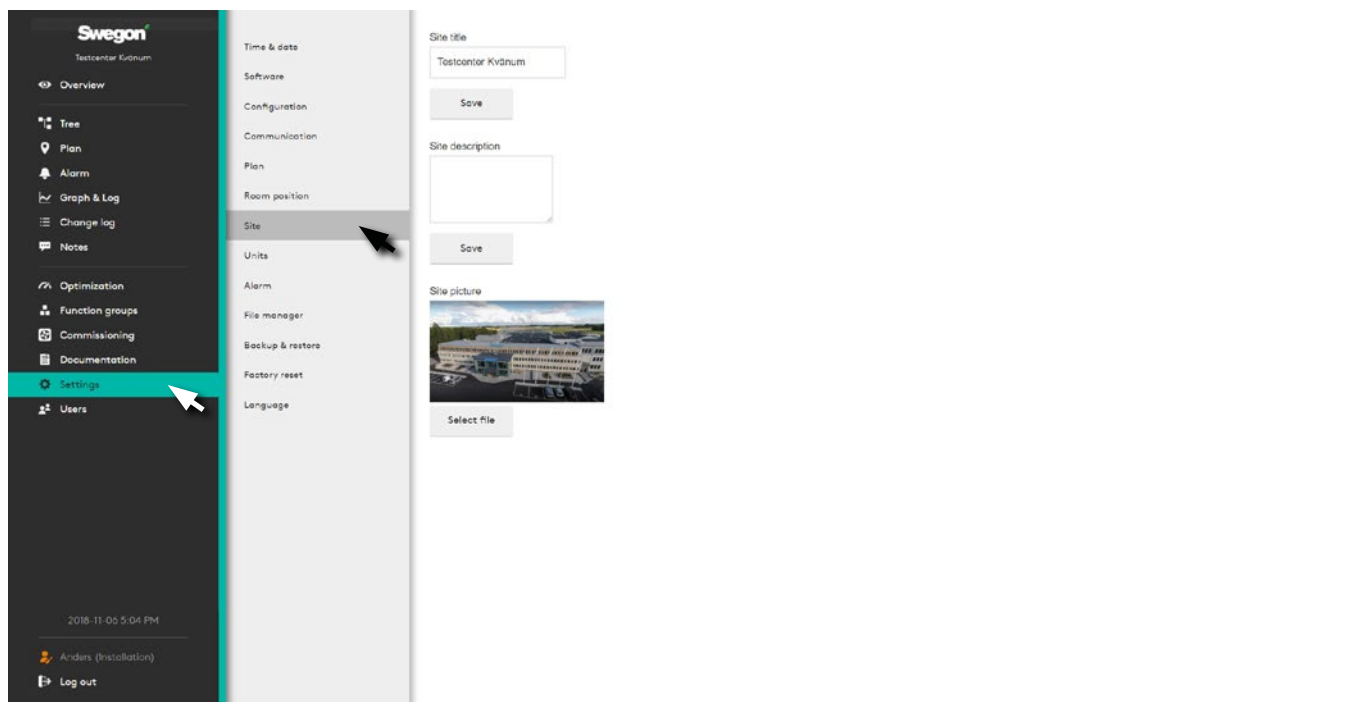 Swegon
Testcenter Kvänum
Overview
Tree
Plan
Alarm
Graph & Log
Change log
Notes
Optimization
Function groups
Commissioning
Documentation
Settings
Users
2018-11-06 5:04 PM
Anders (Installation)
Log out
Time & date
Software
Configuration
Communication
Plan
Room position
Site
Units
Alarm
File manager
Backup & restore
Factory reset
Language
Site title
Testcenter Kvänum
Save
Site description
Save
Site picture
Select file